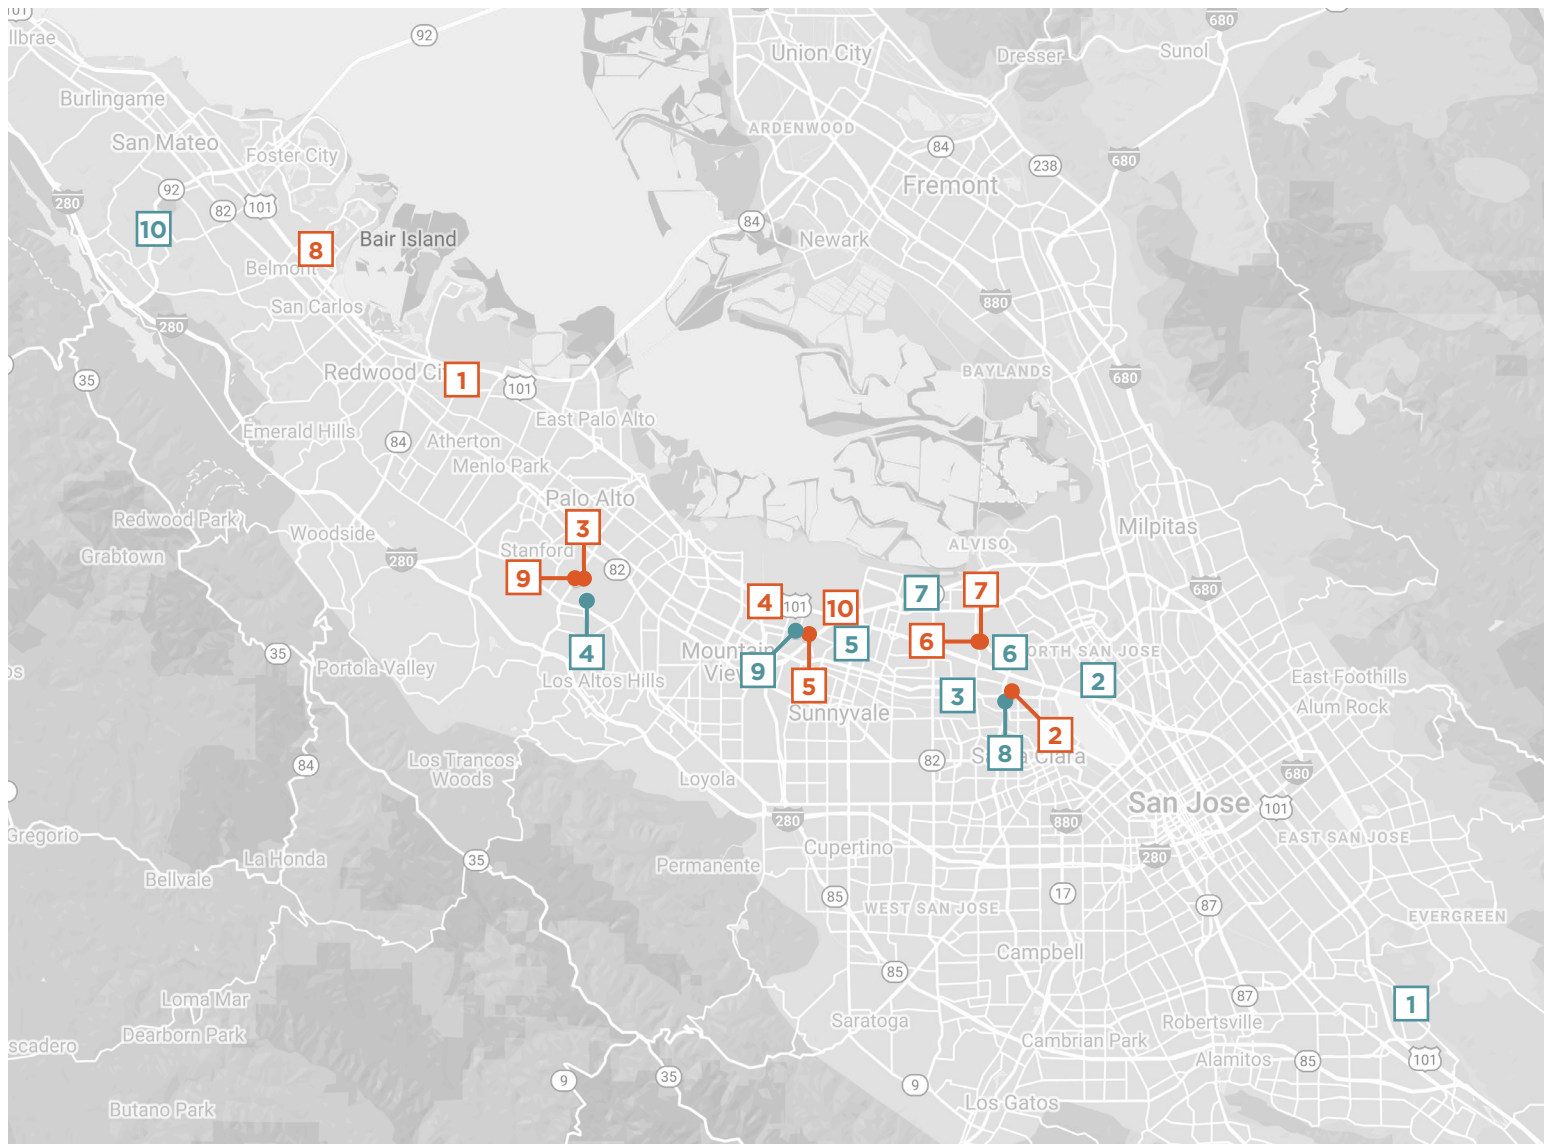 101
92
680
Union City
Dresser
Sunol
Burlingame
ARDENWOOD
San Mateo
84
Foster City
680
238
92
Fremont
280
82
101
84
10
8
Bair Island
Newark
Belmont
880
San Carlos
280
BAYLANDS
Redwood
1
680
35
101
East Palo Alto
Emerald Hills
84
Atherton
Menlo Park
Palo Alto
Redwood Park
3
Milpitas
Woodside
Stanford
ALVISO
Grabtown
280
82
9
680
7
7
4
101
10
5
6
6
35
4
Mountain
View
9
NORTH SAN JOSE
Portola Valley
Los Altos Hills
5
3
2
East Foothills
Alum Rock
Sunnyvale
2
8
Santa Clara
82
84
Los Trancos
Woods
Loyola
680
San Jose
101
280
880
Gregorio
EAST SAN JOSE
La Honda
35
Cupertino
280
Bellvale
Permanente
85
17
87
WEST SAN JOSE
EVERGREEN
Campbell
85
87
1
Loma Mar
Saratoga
Robertsville
Dearborn Park
Cambrian Park
scadero
Alamitos
85
101
9
35
9
Butano Park
Los Gatos